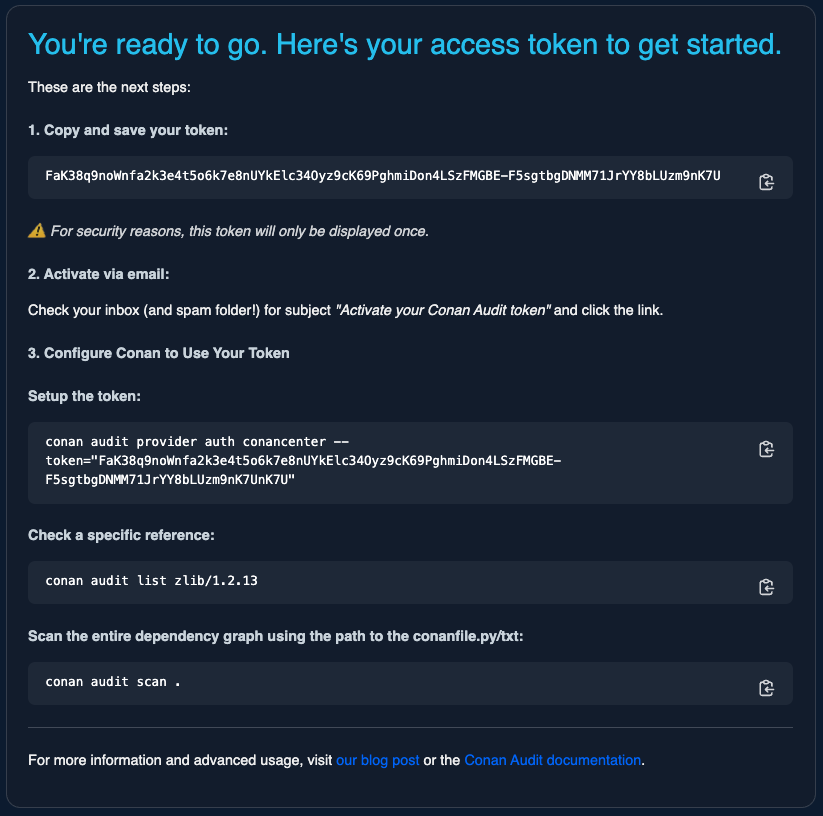 You're ready to go. Here's your access token to get started.
These are the next steps:
1. Copy and save your token:
FaK38q9noWnfa2k3e4t5o6k7e8nUYkElc34Oyz9cK69PghmiDon4LSzFMGBE-F5sgtbgDNMM71JrYY8bLUzm9nK7U
⚠️ For security reasons, this token will only be displayed once.
2. Activate via email:
Check your inbox (and spam folder!) for subject "Activate your Conan Audit token" and click the link.
3. Configure Conan to Use Your Token
Setup the token:
conan audit provider auth conancenter --
token="FaK38q9noWnfa2k3e4t5o6k7e8nUYkElc34Oyz9cK69PghmiDon4LSzFMGBE-
F5sgtbgDNMM71JrYY8bLUzm9nK7UnK7U"
Check a specific reference:
conan audit list zlib/1.2.13
Scan the entire dependency graph using the path to the conanfile.py/txt:
conan audit scan .
For more information and advanced usage, visit our blog post or the Conan Audit documentation.